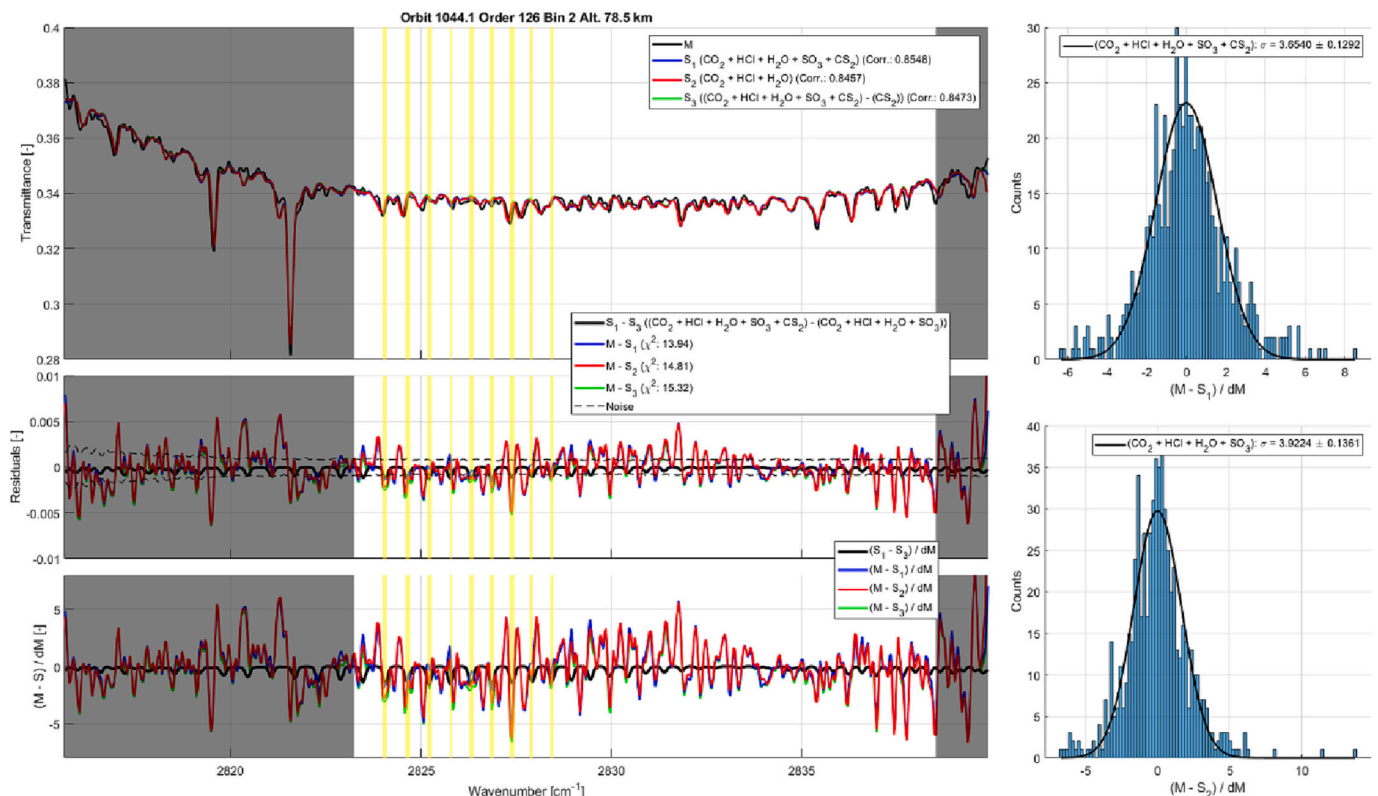 Orbit 1044.1 Order 126 Bin 2 Alt. 78.5 km
0.4
0.38
0.36
0.34
0.32
0.3
0.28
Transmittance [-]
M
S₁ (CO₂ + HCl + H₂O + SO₃ + CS₂) (Corr.: 0.8548)
S₂ (CO₂ + HCl + H₂O) (Corr.: 0.8457)
S₃ ((CO₂ + HCl + H₂O + SO₃ + CS₂) - (CS₂)) (Corr.: 0.8473)
S₁ - S₃ ((CO₂ + HCl + H₂O + SO₃ + CS₂) - (CO₂ + HCl + H₂O + SO₃))
M - S₁ (χ²: 13.94)
M - S₂ (χ²: 14.81)
M - S₃ (χ²: 15.32)
Noise
0.01
0.005
0
-0.005
-0.01
Residuals [-]
(S₁ - S₃) / dM
(M - S₁) / dM
(M - S₂) / dM
(M - S₃) / dM
5
0
-5
(M - S) / dM [-]
2820
2825
2830
2835
Wavenumber [cm⁻¹]
30
25
20
15
10
5
0
Counts
(CO₂ + HCl + H₂O + SO₃ + CS₂): σ = 3.6540 ± 0.1292
-6
-4
-2
0
2
4
6
8
(M - S₁) / dM
40
35
30
25
20
15
10
5
0
Counts
(CO₂ + HCl + H₂O + SO₃): σ = 3.9224 ± 0.1361
-5
0
5
10
(M - S₂) / dM